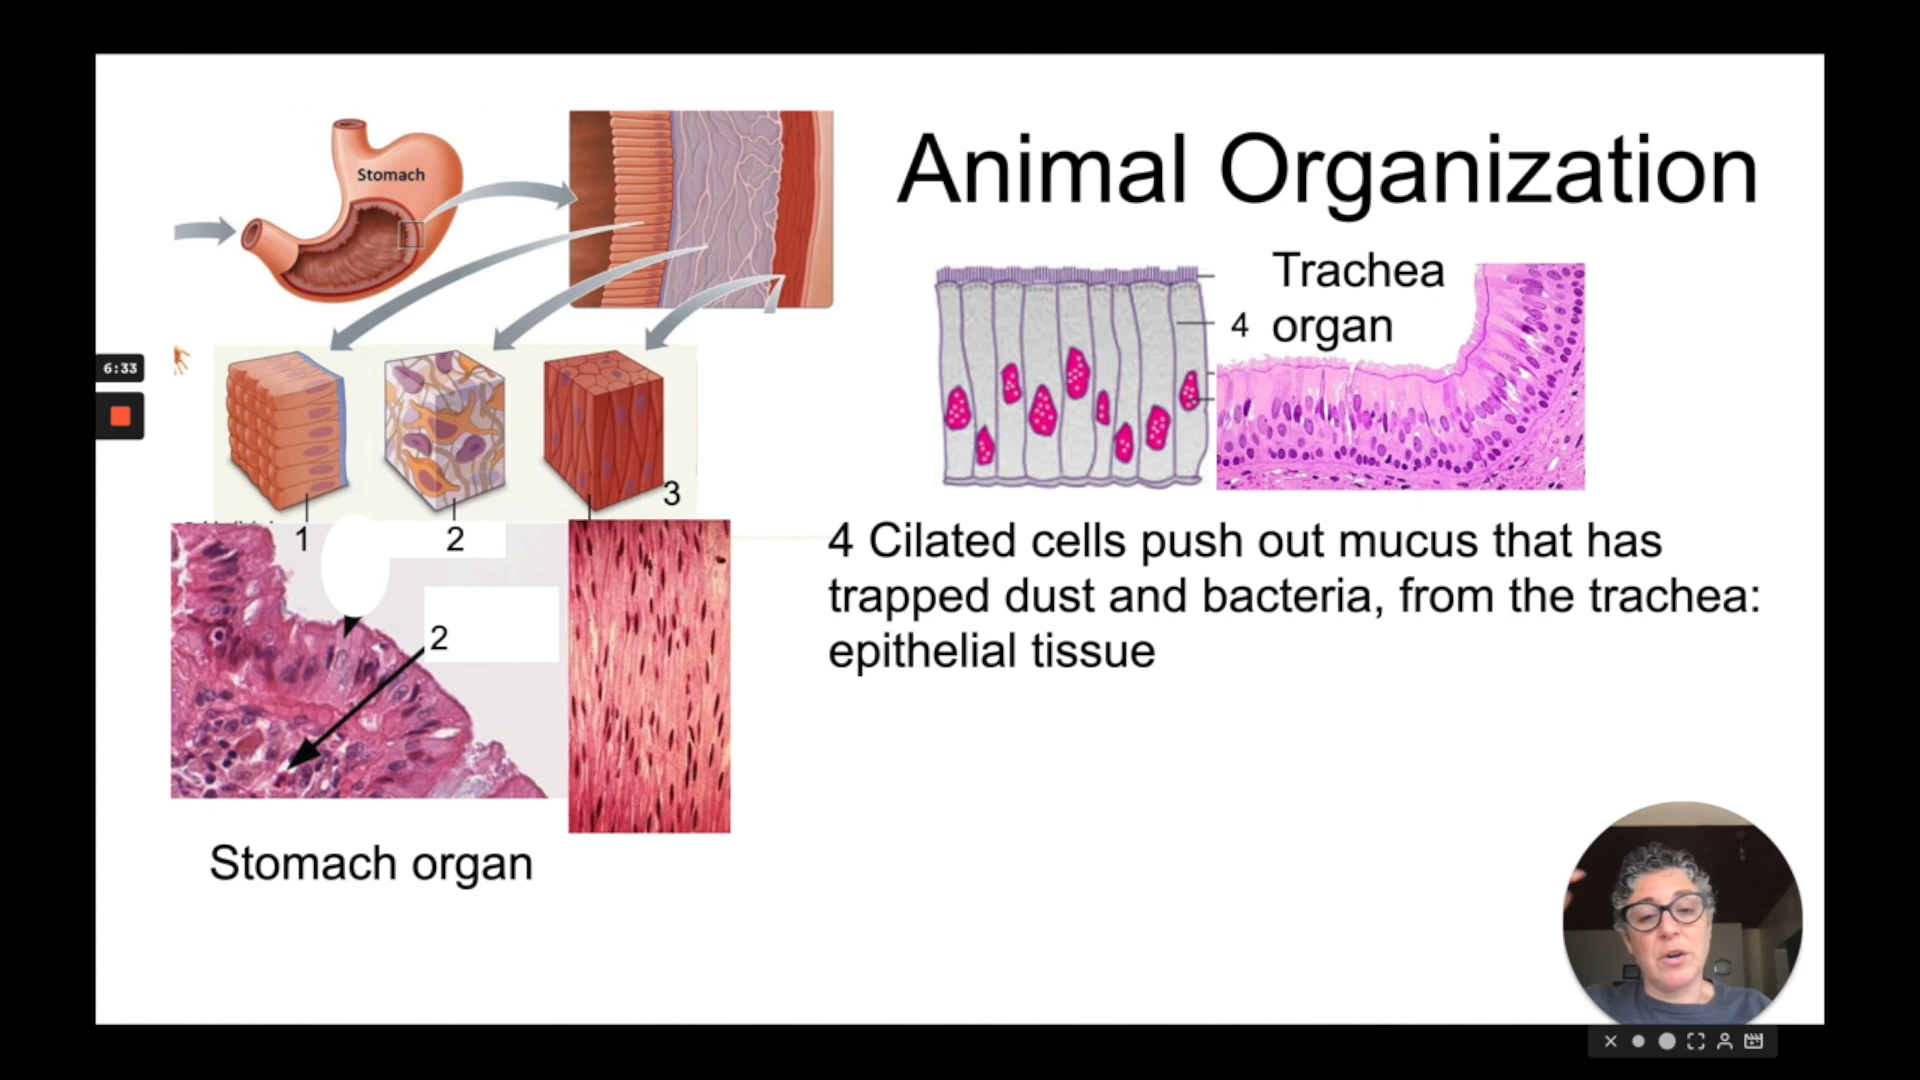 Animal Organization
Stomach
Trachea
organ
4
6:33
3
1
2
2
4 Cilated cells push out mucus that has
trapped dust and bacteria, from the trachea:
epithelial tissue
Stomach organ